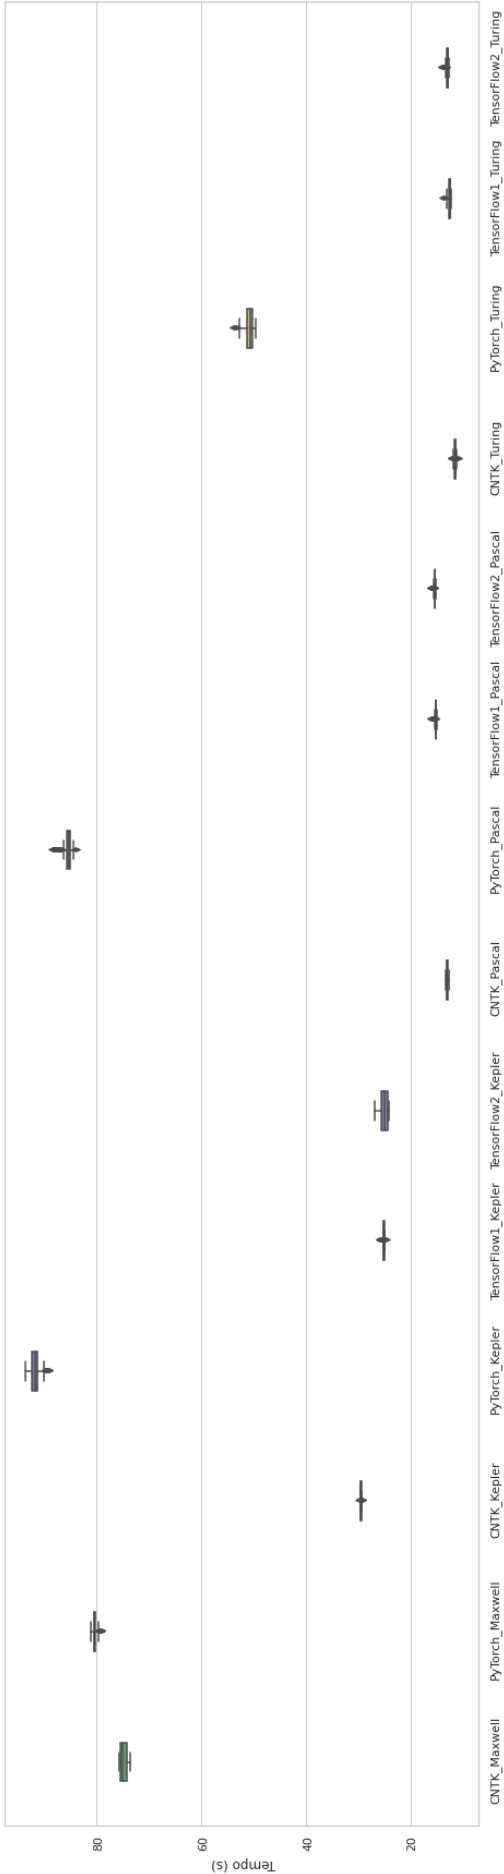 Tempo (s)
80
60
40
20
CNTK_Maxwell
PyTorch_Maxwell
CNTK_Kepler
PyTorch_Kepler
TensorFlow1_Kepler
TensorFlow2_Kepler
CNTK_Pascal
PyTorch_Pascal
TensorFlow1_Pascal
TensorFlow2_Pascal
CNTK_Turing
PyTorch_Turing
TensorFlow1_Turing
TensorFlow2_Turing